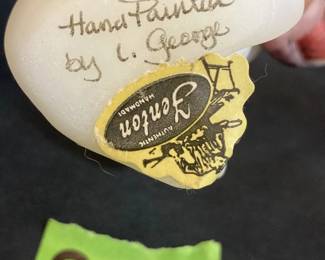 Hand Painted
by L. George
AUTHENTIC
Fenton
HANDMADE